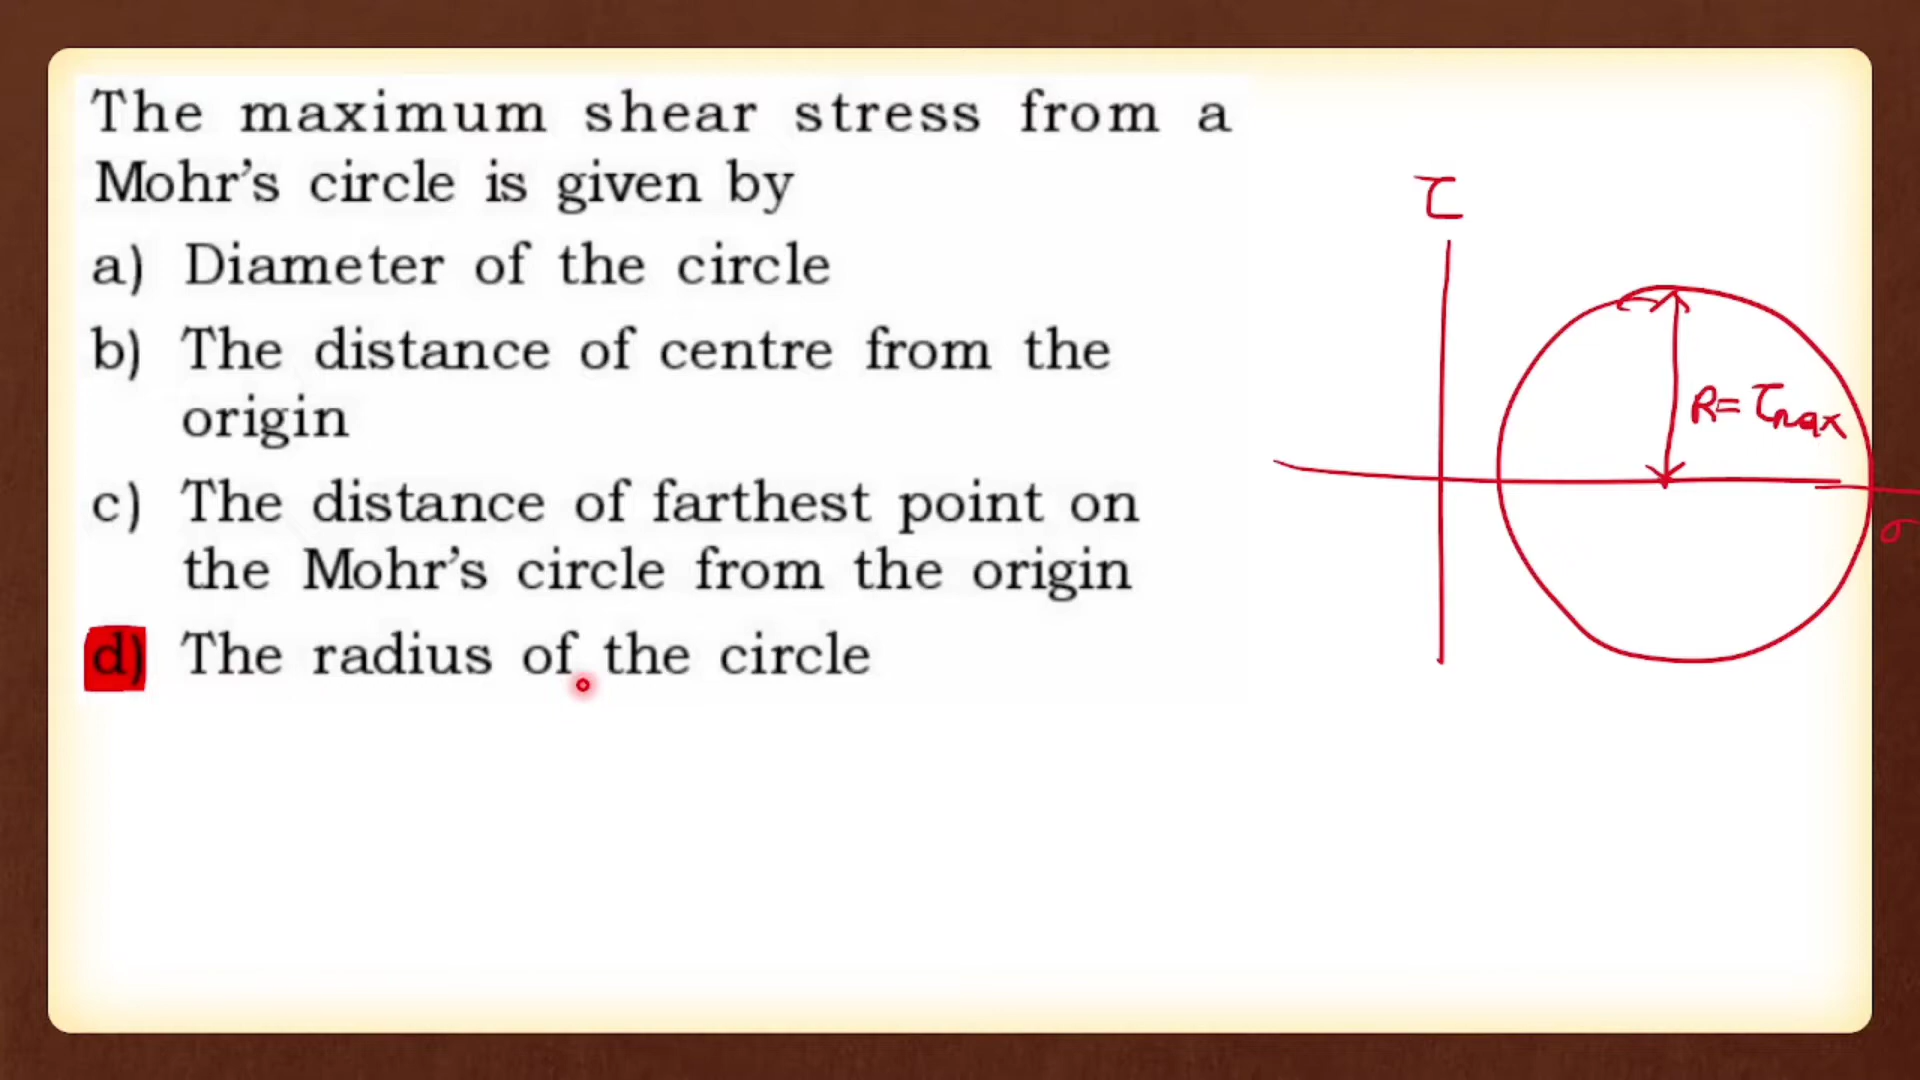 The maximum shear stress from a
Mohr's circle is given by
a) Diameter of the circle
b) The distance of centre from the
origin
c) The distance of farthest point on
the Mohr's circle from the origin
d) The radius of the circle
τ
R= τmax
σ